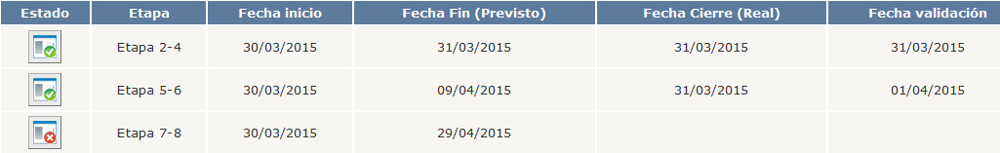 Estado Etapa Fecha inicio Fecha Fin (Previsto) Fecha Cierre (Real) Fecha validación
Etapa 2-4 30/03/2015 31/03/2015 31/03/2015 31/03/2015
Etapa 5-6 30/03/2015 09/04/2015 31/03/2015 01/04/2015
Etapa 7-8 30/03/2015 29/04/2015